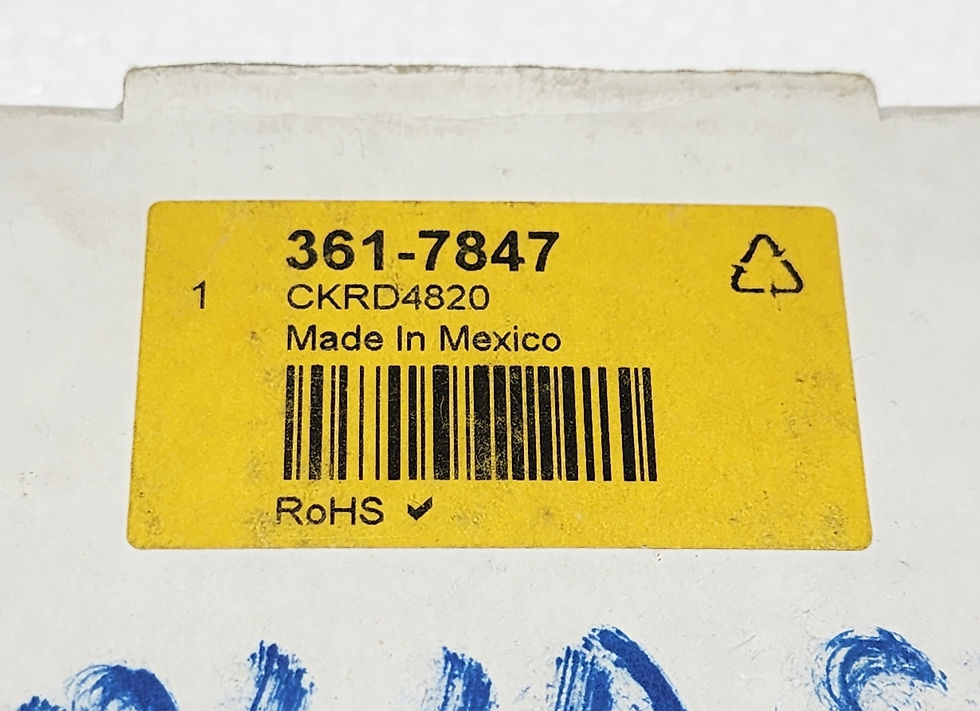 361-7847
1
CKRD4820
Made In Mexico
RoHS ✔